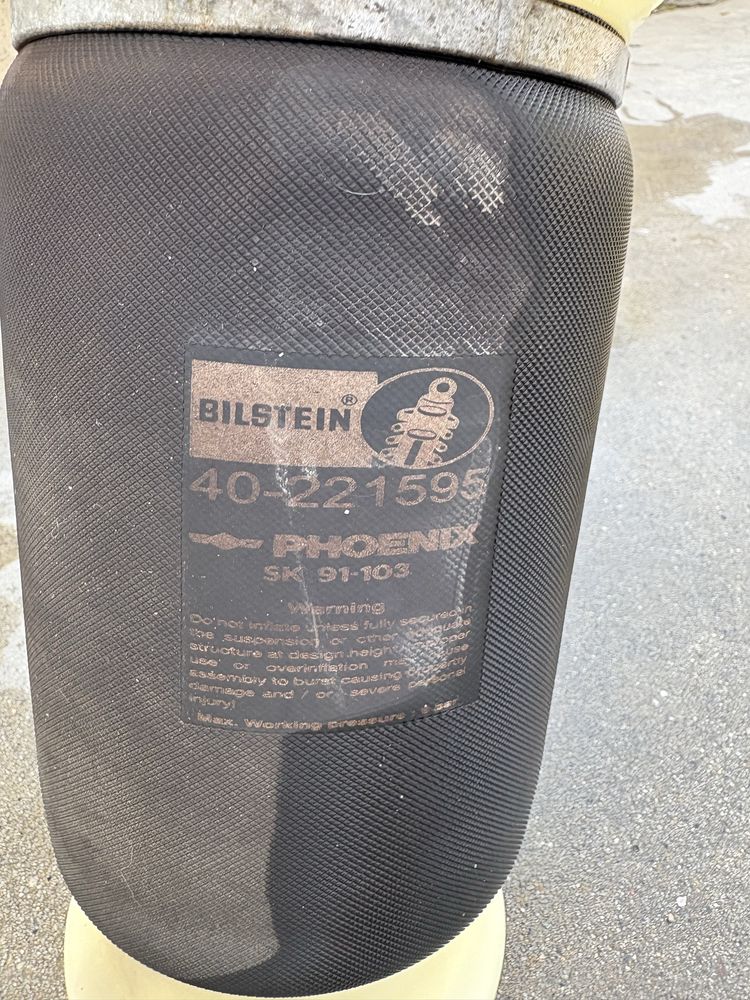 BILSTEIN®
40-221595
PHOENIX
SK 91-103
Warning
Do not inflate unless fully secured in
the suspension or other adequate
structure at design height
use or overinflation may
assembly to burst causing property
damage and / or severe personal
injury!
Max. Working pressure